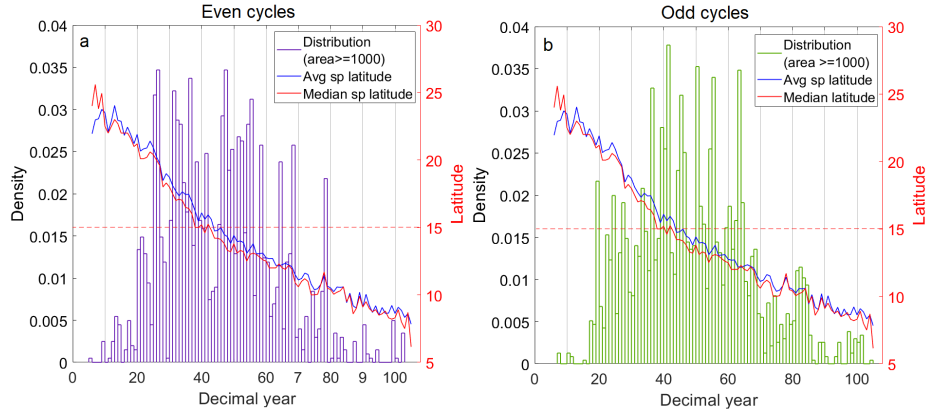 Even cycles
a
Distribution
(area>=1000)
Avg sp latitude
Median sp latitude
0.04
0.035
0.03
0.025
0.02
0.015
0.01
0.005
0
Density
30
25
20
15
10
5
Latitude
0 20 40 60 7 80 9 100
Decimal year
Odd cycles
b
Distribution
(area >=1000)
Avg sp latitude
Median latitude
0.04
0.035
0.03
0.025
0.02
0.015
0.01
0.005
0
Density
30
25
20
15
10
5
Latitude
0 20 40 60 80 100
Decimal year